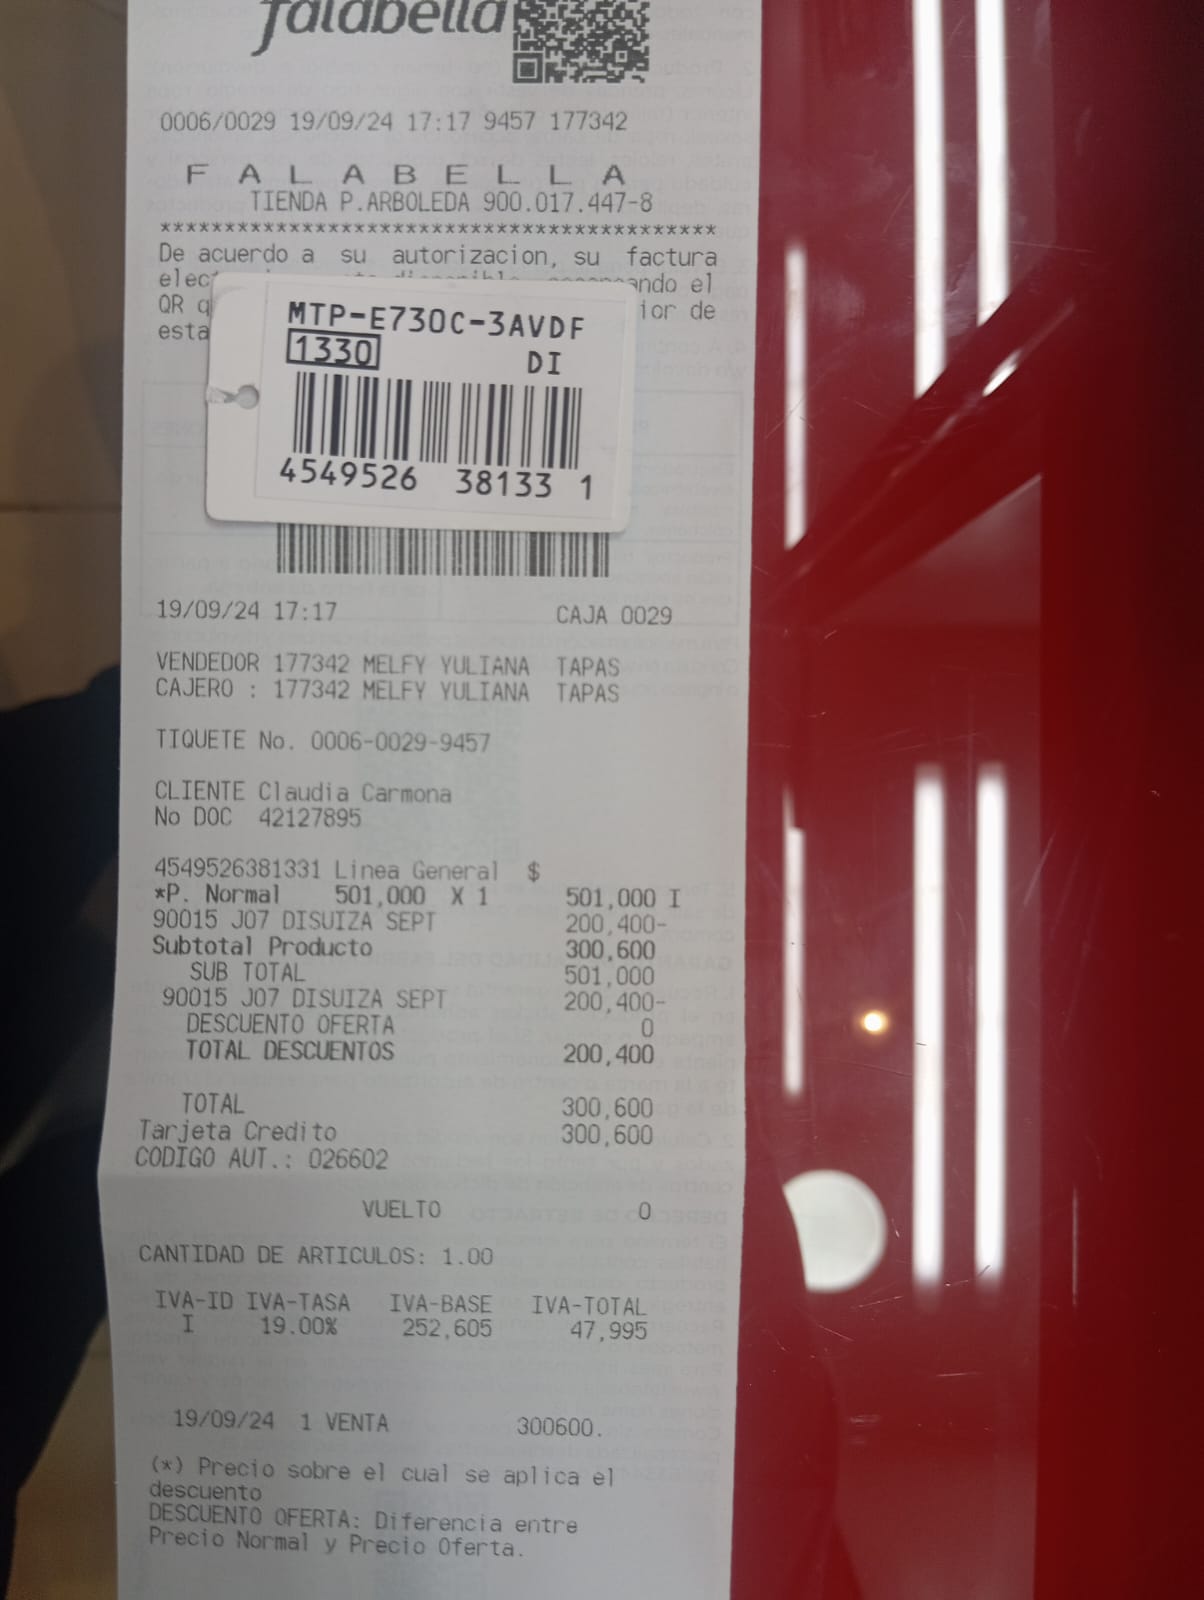 falabella
0006/0029 19/09/24 17:17 9457 177342
F A L A B E L L A
TIENDA P.ARBOLEDA 900.017.447-8
*******************************************
De acuerdo a su autorizacion, su factura
el
QR
de
esta
MTP-E730C-3AVDF
1330 DI
4549526 38133 1
19/09/24 17:17 CAJA 0029
VENDEDOR 177342 MELFY YULIANA TAPAS
CAJERO : 177342 MELFY YULIANA TAPAS
TIQUETE No. 0006-0029-9457
CLIENTE Claudia Carmona
No DOC 42127895
4549526381331 Linea General $
*P. Normal 501,000 X 1 501,000 I
90015 J07 DISUIZA SEPT 200,400-
Subtotal Producto 300,600
SUB TOTAL 501,000
90015 J07 DISUIZA SEPT 200,400-
DESCUENTO OFERTA 0
TOTAL DESCUENTOS 200,400
TOTAL 300,600
Tarjeta Credito 300,600
CODIGO AUT.: 026602
VUELTO 0
CANTIDAD DE ARTICULOS: 1.00
IVA-ID IVA-TASA IVA-BASE IVA-TOTAL
I 19.00% 252,605 47,995
19/09/24 1 VENTA 300600.
(*) Precio sobre el cual se aplica el
descuento
DESCUENTO OFERTA: Diferencia entre
Precio Normal y Precio Oferta.